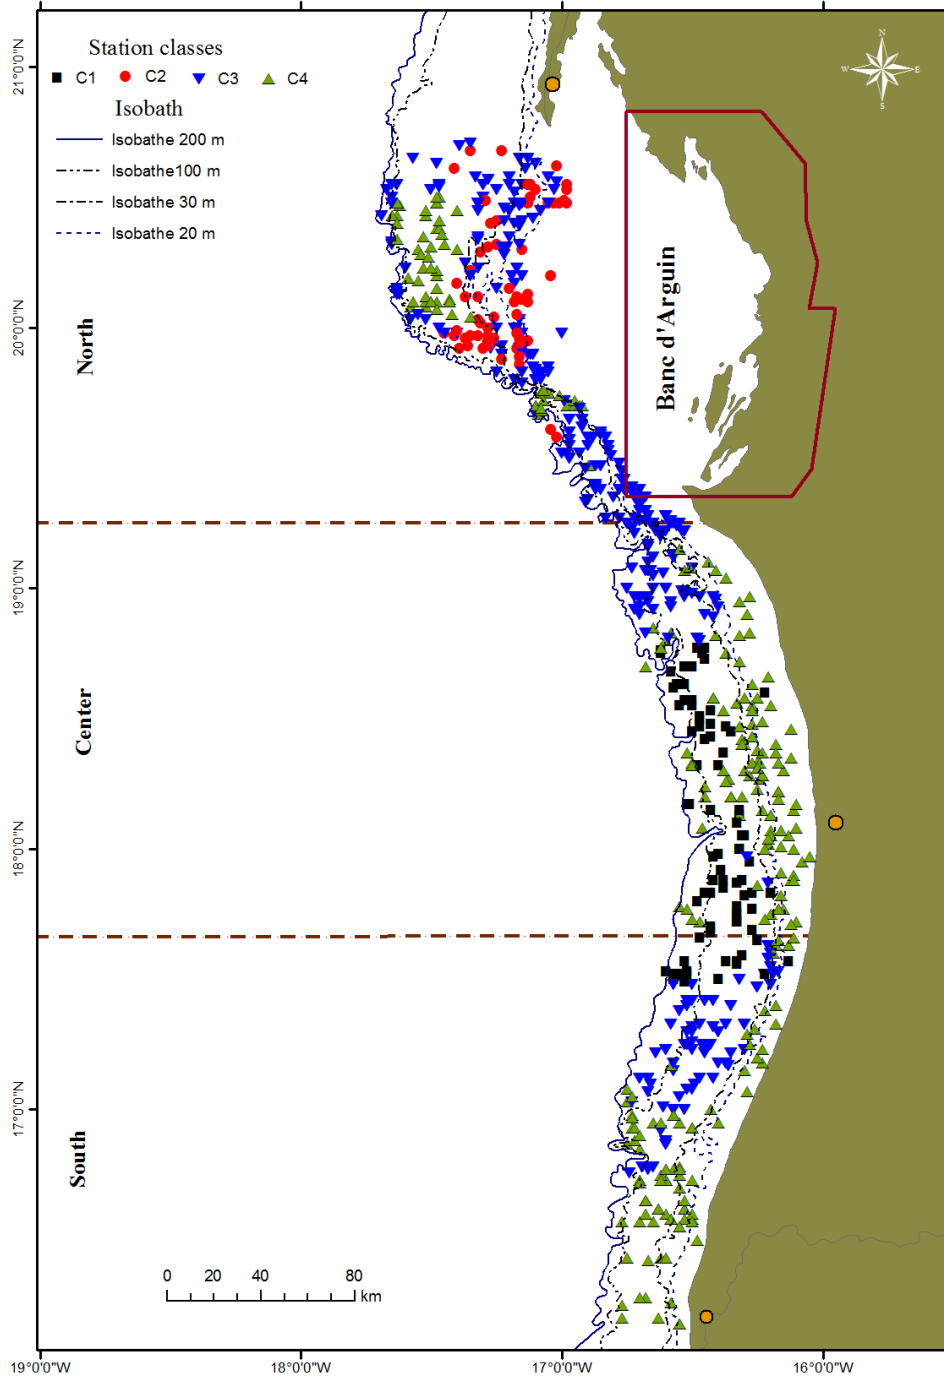 Station classes
C1 C2 C3 C4
Isobath
Isobathe 200 m
Isobathe100 m
Isobathe 30 m
Isobathe 20 m
N
W E
S
21°0'0"N
20°0'0"N
19°0'0"N
18°0'0"N
17°0'0"N
North
Center
South
Banc d'Arguin
0 20 40 80
km
19°0'0"W 18°0'0"W 17°0'0"W 16°0'0"W